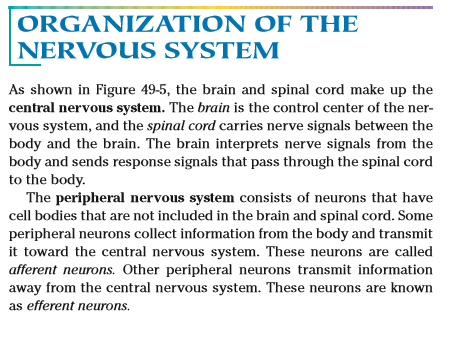 ORGANIZATION OF THE
NERVOUS SYSTEM
As shown in Figure 49-5, the brain and spinal cord make up the
central nervous system. The brain is the control center of the ner-
vous system, and the spinal cord carries nerve signals between the
body and the brain. The brain interprets nerve signals from the
body and sends response signals that pass through the spinal cord
to the body.
The peripheral nervous system consists of neurons that have
cell bodies that are not included in the brain and spinal cord. Some
peripheral neurons collect information from the body and transmit
it toward the central nervous system. These neurons are called
afferent neurons. Other peripheral neurons transmit information
away from the central nervous system. These neurons are known
as efferent neurons.